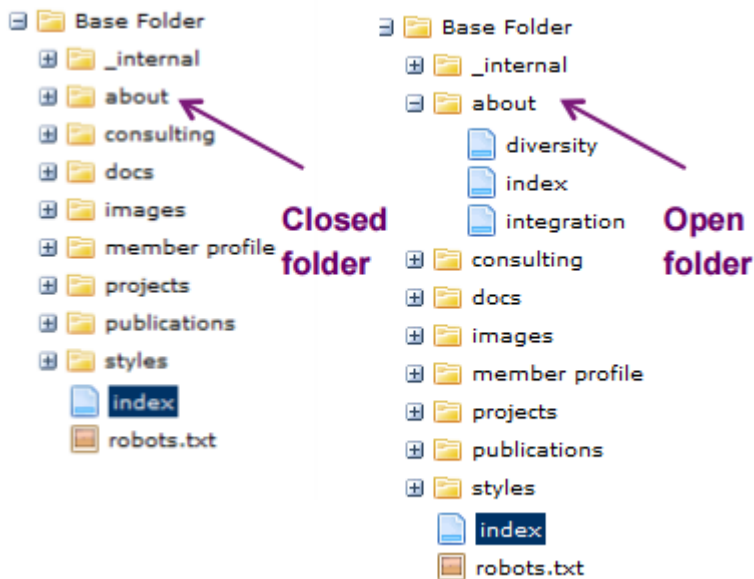 Base Folder
_internal
about
consulting
docs
images
member profile
projects
publications
styles
index
robots.txt
Closed
folder
Base Folder
_internal
about
diversity
index
integration
consulting
docs
images
member profile
projects
publications
styles
index
robots.txt
Open
folder